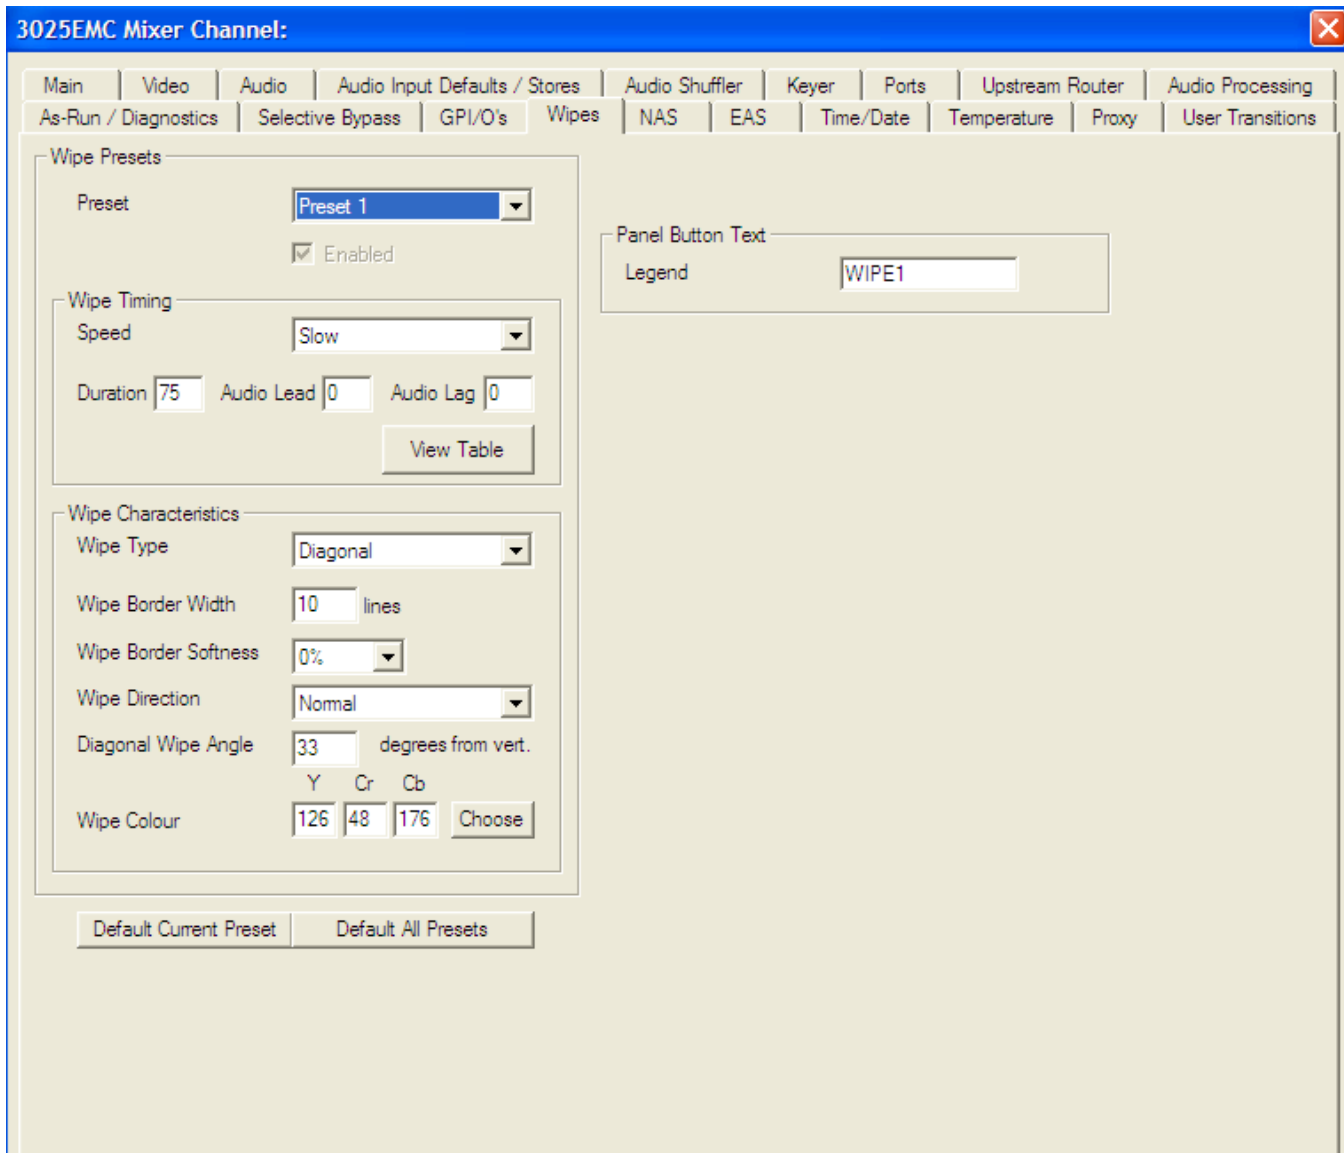 3025EMC Mixer Channel:
Main Video Audio Audio Input Defaults / Stores Audio Shuffler Keyer Ports Upstream Router Audio Processing
As-Run / Diagnostics Selective Bypass GPI/O's Wipes NAS EAS Time/Date Temperature Proxy User Transitions
Wipe Presets
Preset Preset 1
Enabled
Panel Button Text
Legend WIPE1
Wipe Timing
Speed Slow
Duration 75 Audio Lead 0 Audio Lag 0
View Table
Wipe Characteristics
Wipe Type Diagonal
Wipe Border Width 10 lines
Wipe Border Softness 0%
Wipe Direction Normal
Diagonal Wipe Angle 33 degrees from vert.
Y Cr Cb
Wipe Colour 126 48 176 Choose
Default Current Preset Default All Presets